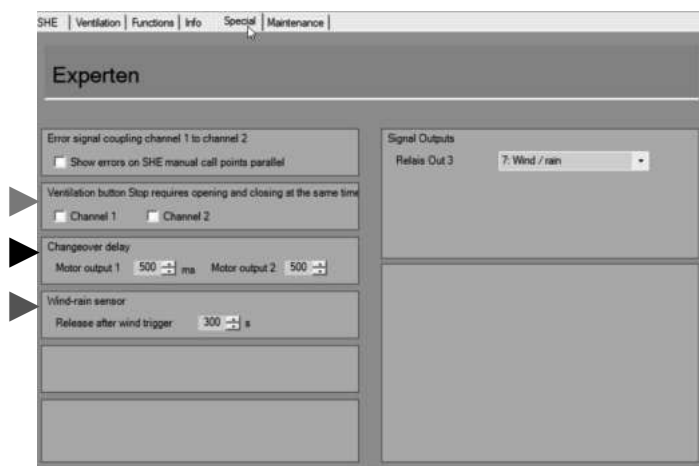 SHE | Ventilation | Functions | Info Special | Maintenance |
Experten
Error signal coupling channel 1 to channel 2
Show errors on SHE manual call points parallel
Ventilation button Stop requires opening and closing at the same time
Channel 1 Channel 2
Changeover delay
Motor output 1 500 ms Motor output 2 500
Wind-rain sensor
Release after wind trigger 300 s
Signal Outputs
Relais Out 3 7: Wind / rain